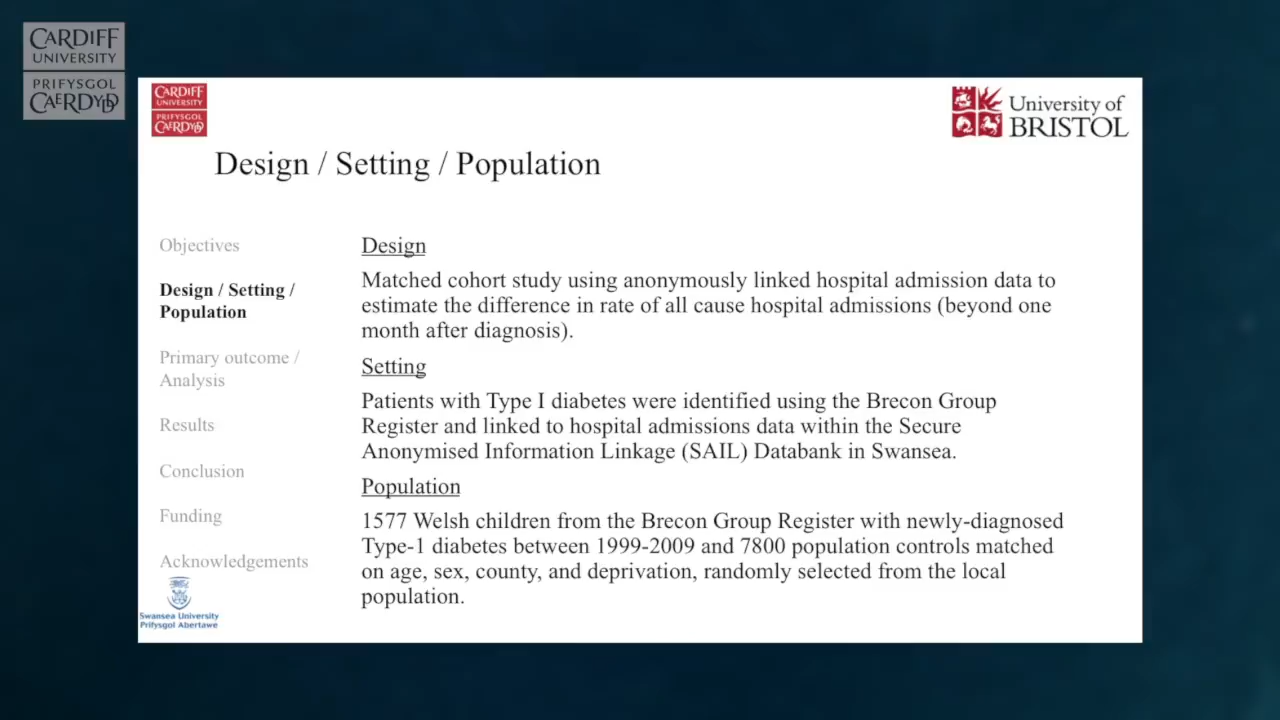 CARDIFF
UNIVERSITY
PRIFYSGOL
CAERDYDD
CARDIFF
UNIVERSITY
PRIFYSGOL
CAERDYDD
University of
BRISTOL
Design / Setting / Population
Objectives
Design / Setting /
Population
Primary outcome /
Analysis
Results
Conclusion
Funding
Acknowledgements
Swansea University
Prifysgol Abertawe
Design
Matched cohort study using anonymously linked hospital admission data to
estimate the difference in rate of all cause hospital admissions (beyond one
month after diagnosis).
Setting
Patients with Type I diabetes were identified using the Brecon Group
Register and linked to hospital admissions data within the Secure
Anonymised Information Linkage (SAIL) Databank in Swansea.
Population
1577 Welsh children from the Brecon Group Register with newly-diagnosed
Type-1 diabetes between 1999-2009 and 7800 population controls matched
on age, sex, county, and deprivation, randomly selected from the local
population.